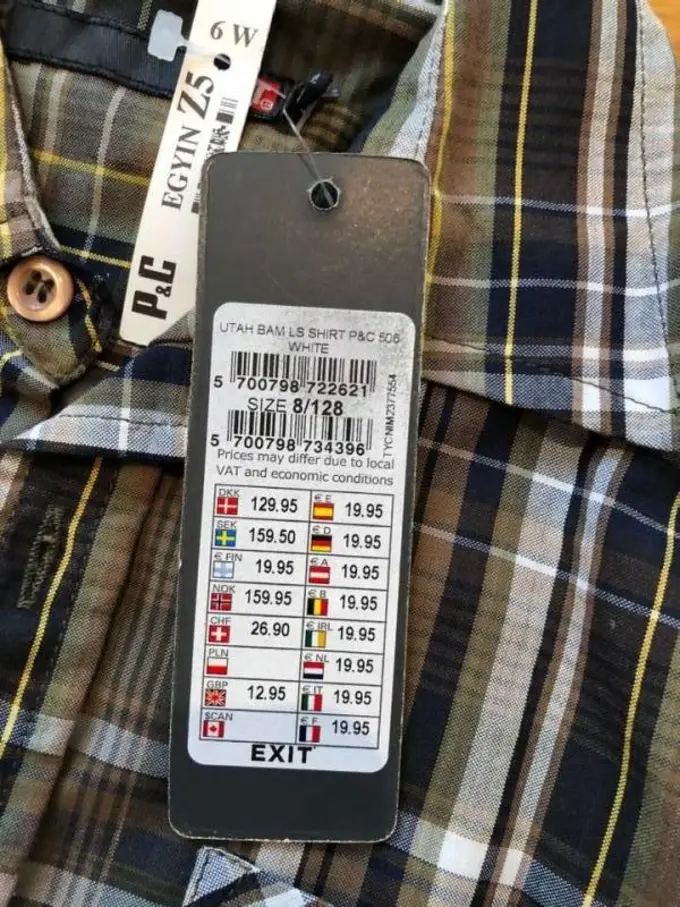 6 W
EGYIN Z5
P&C
UTAH BAM LS SHIRT P&C 506
WHITE
5 700798 722621
SIZE 8/128
5 700798 734396
TYCNIM2377554
Prices may differ due to local
VAT and economic conditions
DKK 129.95 € E 19.95
SEK 159.50 € D 19.95
€ FIN 19.95 € A 19.95
NOK 159.95 € B 19.95
CHF 26.90 € IRL 19.95
PLN € NL 19.95
GBP 12.95 € IT 19.95
$CAN € F 19.95
EXIT